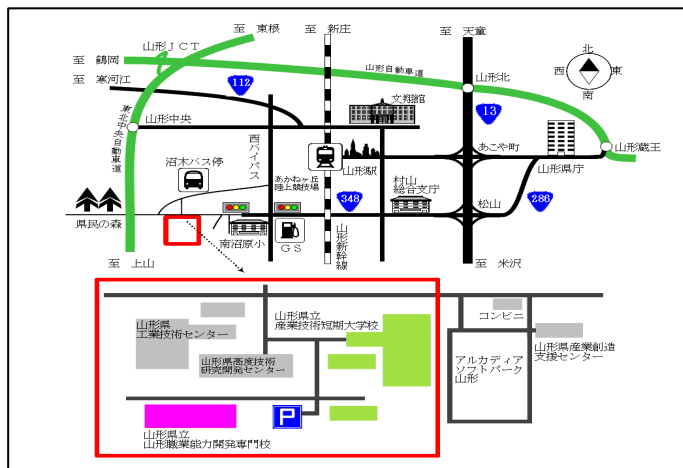 至 東根
至 新庄
至 天童
山形JCT
至 鶴岡
山形自動車道
北
西
東
南
至 寒河江
112
山形北
文翔館
13
山形中央
東北中央自動車道
西バイパス
あこや町
山形蔵王
沼木バス停
山形駅
山形県庁
あかねヶ丘
陸上競技場
村山
総合支庁
348
松山
286
県民の森
南沼原小
GS
山形新幹線
至 上山
至 米沢
山形県
工業技術センター
山形県立
産業技術短期大学校
コンビニ
山形県高度技術
研究開発センター
アルカディア
ソフトパーク
山形
山形県産業創造
支援センター
P
山形県立
山形職業能力開発専門校